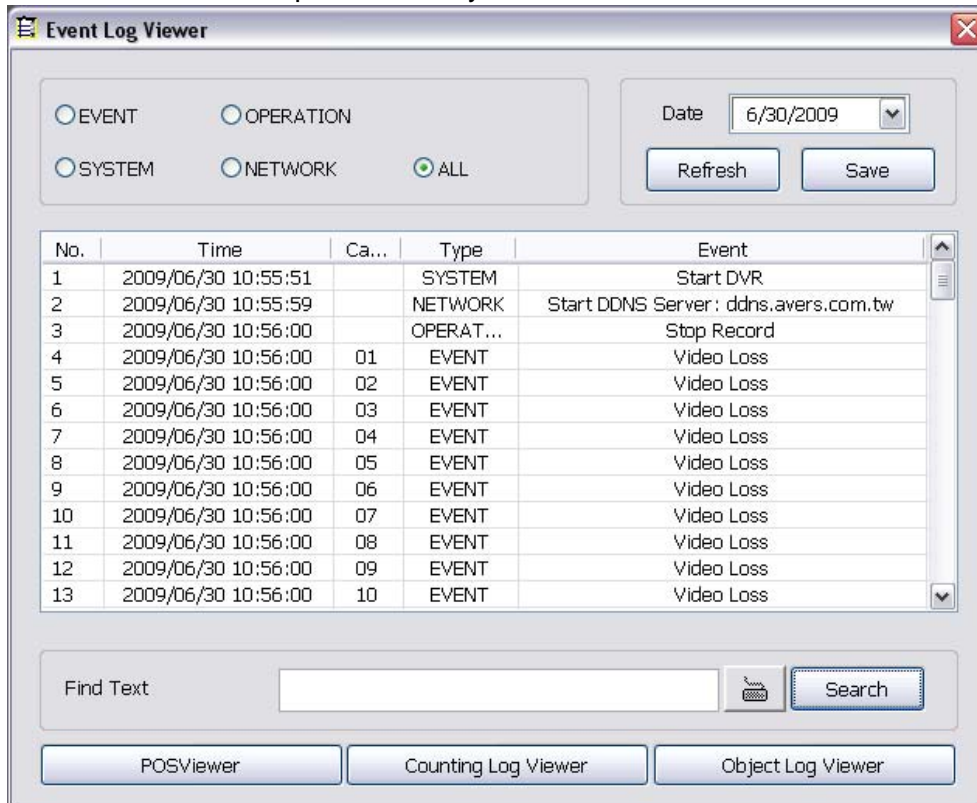 Event Log Viewer
EVENT OPERATION
SYSTEM NETWORK ALL
Date 6/30/2009
Refresh Save
No. Time Ca... Type Event
1 2009/06/30 10:55:51 SYSTEM Start DVR
2 2009/06/30 10:55:59 NETWORK Start DDNS Server: ddns.avers.com.tw
3 2009/06/30 10:56:00 OPERAT... Stop Record
4 2009/06/30 10:56:00 01 EVENT Video Loss
5 2009/06/30 10:56:00 02 EVENT Video Loss
6 2009/06/30 10:56:00 03 EVENT Video Loss
7 2009/06/30 10:56:00 04 EVENT Video Loss
8 2009/06/30 10:56:00 05 EVENT Video Loss
9 2009/06/30 10:56:00 06 EVENT Video Loss
10 2009/06/30 10:56:00 07 EVENT Video Loss
11 2009/06/30 10:56:00 08 EVENT Video Loss
12 2009/06/30 10:56:00 09 EVENT Video Loss
13 2009/06/30 10:56:00 10 EVENT Video Loss
Find Text Search
POSViewer Counting Log Viewer Object Log Viewer